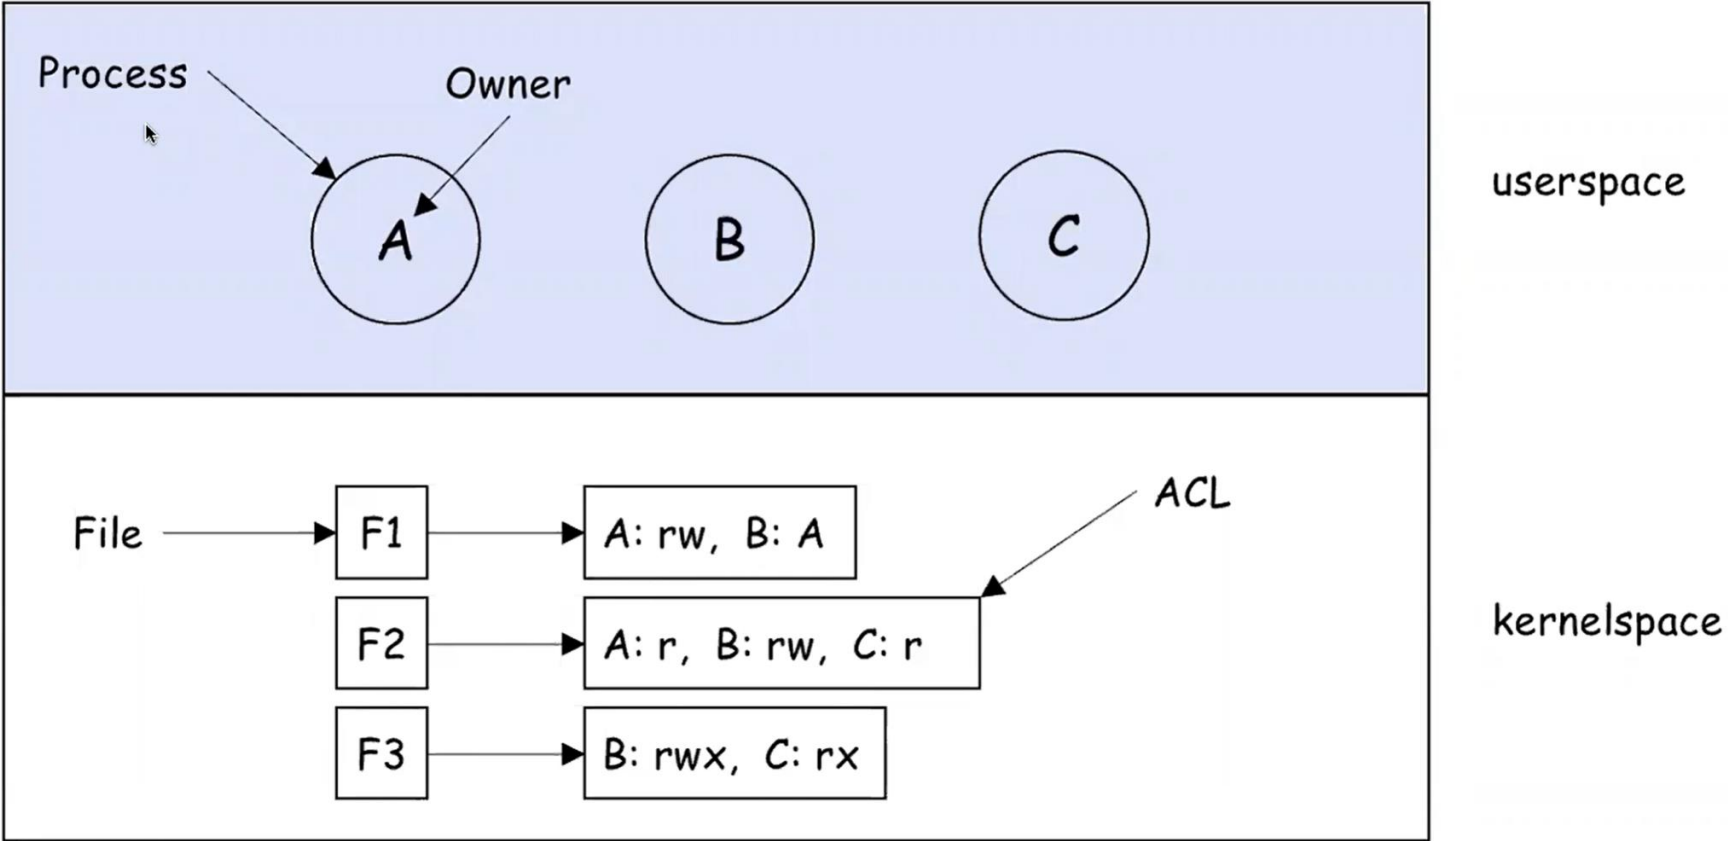 Process
Owner
A
B
C
userspace
ACL
File
F1
A: rw, B: A
F2
A: r, B: rw, C: r
kernelspace
F3
B: rwx, C: rx